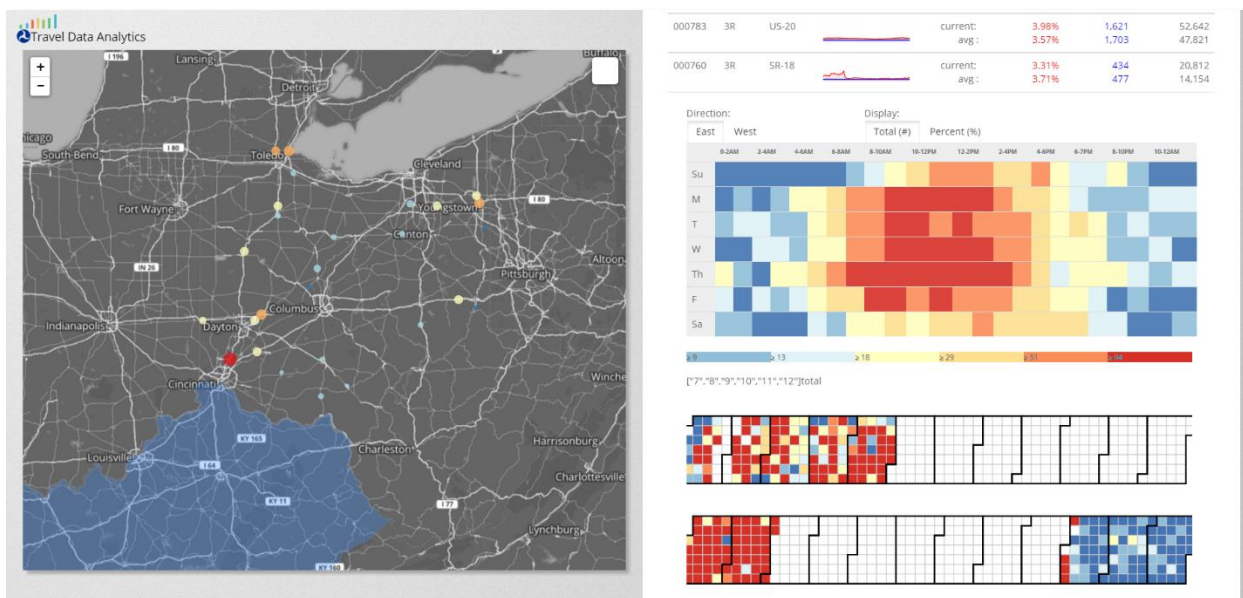 Travel Data Analytics
+
−
I 196
Lansing
Buffalo
Detroit
Chicago
South Bend
I 80
Toledo
Cleveland
Fort Wayne
Youngstown
I 80
Canton
IN 26
Altoona
Pittsburgh
Columbus
Indianapolis
Dayton
Cincinnati
Winche
KY 165
Harrisonburg
Charleston
Louisville
I 64
Charlottesville
KY 11
I 77
Lynchburg
KY 160
000783 3R US-20 current: 3.98% 1,621 52,642
avg : 3.57% 1,703 47,821
000760 3R SR-18 current: 3.31% 434 20,812
avg : 3.71% 477 14,154
Direction: Display:
East West Total (#) Percent (%)
0-2AM 2-4AM 4-6AM 6-8AM 8-10AM 10-12PM 12-2PM 2-4PM 4-6PM 6-7PM 8-10PM 10-12AM
Su
M
T
W
Th
F
Sa
≥ 9 ≥ 13 ≥ 18 ≥ 29 ≥ 51 ≥ 94
["7","8","9","10","11","12"]total